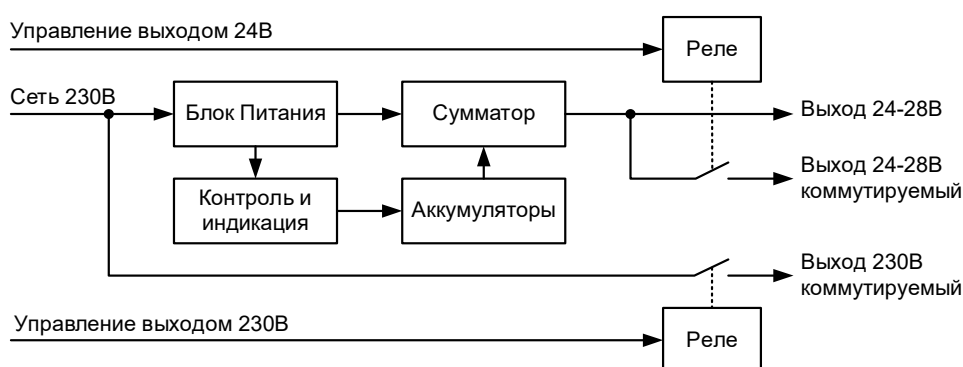 Управление выходом 24В
Реле
Сеть 230В
Блок Питания
Сумматор
Выход 24-28В
Выход 24-28В
коммутируемый
Контроль и
индикация
Аккумуляторы
Выход 230В
коммутируемый
Управление выходом 230В
Реле